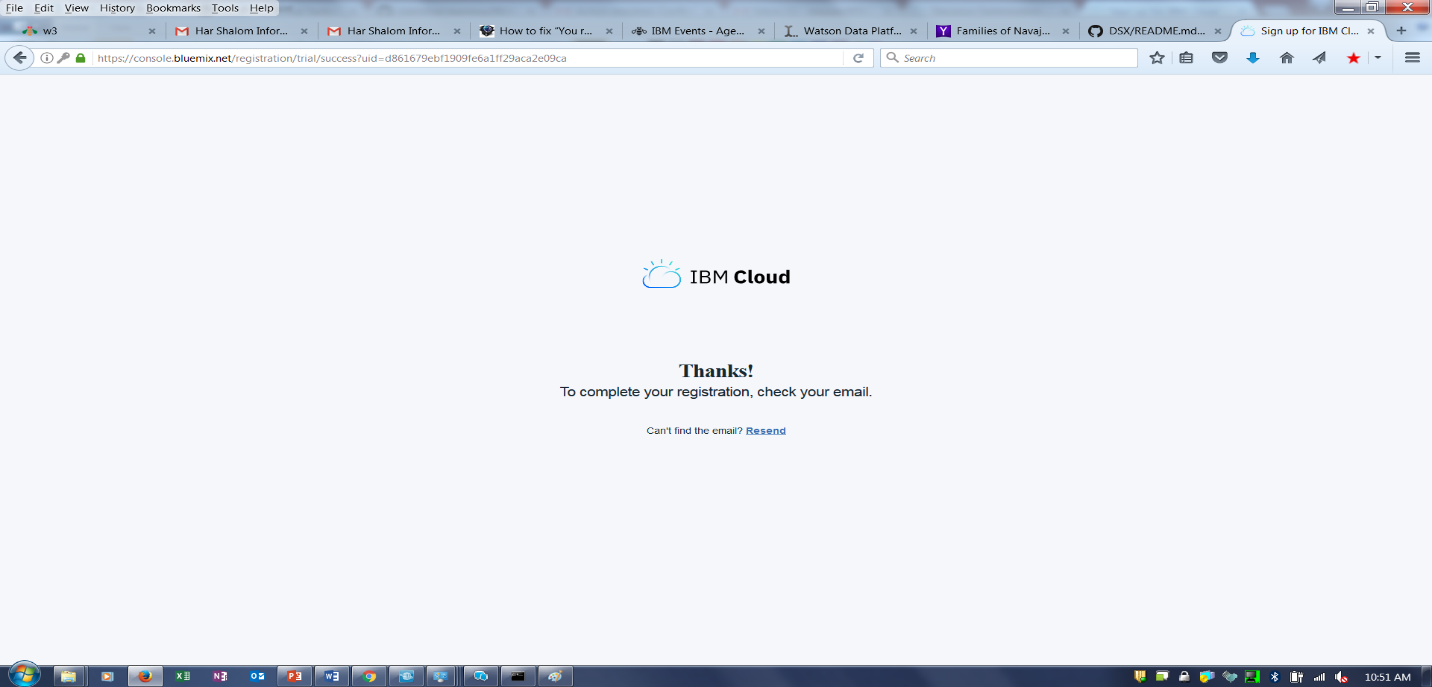 File Edit View History Bookmarks Tools Help
w3
Har Shalom Infor...
Har Shalom Infor...
How to fix "You r...
IBM Events - Age...
Watson Data Platf...
Families of Navaj...
DSX/README.md...
Sign up for IBM Cl...
https://console.bluemix.net/registration/trial/success?uid=d861679ebf1909fe6a1ff29aca2e09ca
Search
IBM Cloud
Thanks!
To complete your registration, check your email.
Can't find the email? Resend
10:51 AM